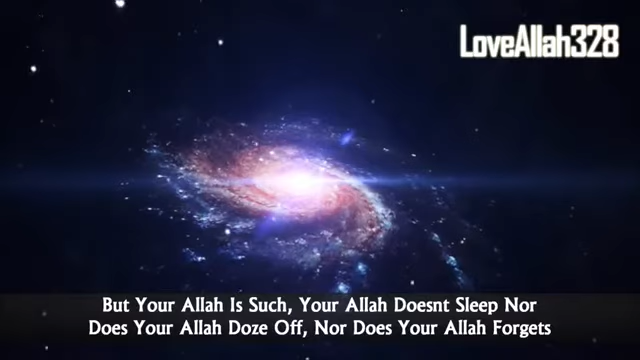 LoveAllah328
But Your Allah Is Such, Your Allah Doesnt Sleep Nor
Does Your Allah Doze Off, Nor Does Your Allah Forgets